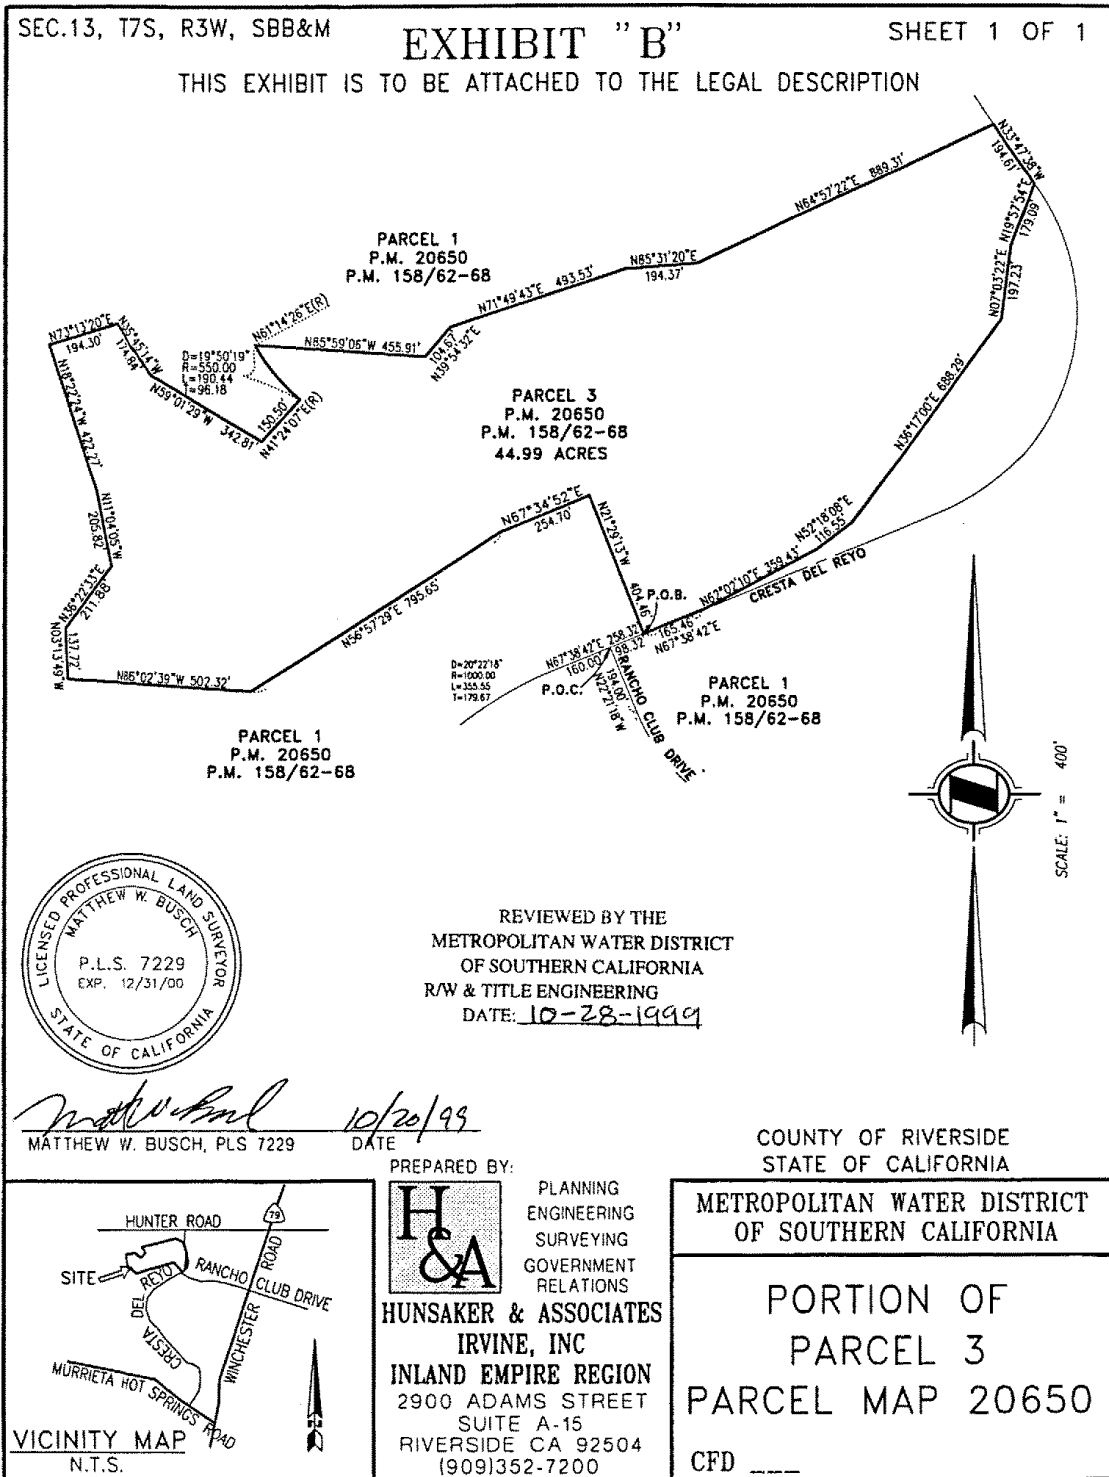 SEC.13, T7S, R3W, SBB&M
EXHIBIT "B"
SHEET 1 OF 1
THIS EXHIBIT IS TO BE ATTACHED TO THE LEGAL DESCRIPTION
N33°47'38"W
194.61'
N19°57'54"E
179.09'
N64°57'22"E 889.31'
N07°03'22"E
197.23'
PARCEL 1
P.M. 20650
P.M. 158/62-68
N85°31'20"E
194.37'
N71°49'43"E 493.53'
N61°14'26"E(R)
N73°13'20"E
194.30'
N35°45'14"W
174.84'
D=19°50'19"
R=550.00
L=190.44
T=96.18
N85°59'06"W 455.91'
104.67'
N39°54'32"E
N18°22'24"W 422.27'
N59°01'29"W 342.81'
150.50'
N41°24'07"E(R)
PARCEL 3
P.M. 20650
P.M. 158/62-68
44.99 ACRES
N36°17'00"E 688.29'
N11°04'05"W
205.82'
N67°34'52"E
254.70'
N21°29'13"W
404.46'
N52°18'08"E
116.55'
N36°22'33"E
211.88'
N56°57'29"E 795.65'
P.O.B.
N62°02'10"E 359.43'
CRESTA DEL REYO
N03°13'49"W
137.72'
N86°02'39"W 502.32'
N67°38'42"E 258.32'
160.00'
98.32'
165.46'
N67°38'42"E
D=20°22'18"
R=1000.00
L=355.55
T=179.67
P.O.C.
194.00'
N22°21'18"W
RANCHO CLUB DRIVE
PARCEL 1
P.M. 20650
P.M. 158/62-68
PARCEL 1
P.M. 20650
P.M. 158/62-68
SCALE: 1" = 400'
LICENSED PROFESSIONAL LAND SURVEYOR
MATTHEW W. BUSCH
P.L.S. 7229
EXP. 12/31/00
STATE OF CALIFORNIA
REVIEWED BY THE
METROPOLITAN WATER DISTRICT
OF SOUTHERN CALIFORNIA
R/W & TITLE ENGINEERING
DATE: 10-28-1999
10/20/99
MATTHEW W. BUSCH, PLS 7229 DATE
COUNTY OF RIVERSIDE
STATE OF CALIFORNIA
PREPARED BY:
H&A
PLANNING
ENGINEERING
SURVEYING
GOVERNMENT
RELATIONS
HUNSAKER & ASSOCIATES
IRVINE, INC
INLAND EMPIRE REGION
2900 ADAMS STREET
SUITE A-15
RIVERSIDE CA 92504
(909)352-7200
METROPOLITAN WATER DISTRICT
OF SOUTHERN CALIFORNIA
PORTION OF
PARCEL 3
PARCEL MAP 20650
CFD
HUNTER ROAD
79
SITE
RANCHO CLUB DRIVE
CRESTA DEL REYO
WINCHESTER ROAD
MURRIETA HOT SPRINGS ROAD
VICINITY MAP
N.T.S.